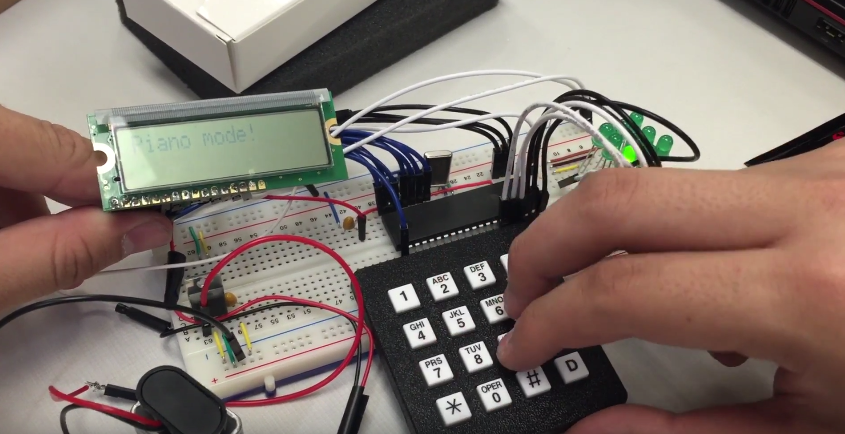 Piano mode!
1
ABC
2
DEF
3
GHI
4
JKL
5
MNO
6
PRS
7
TUV
8
*
OPER
0
#
D